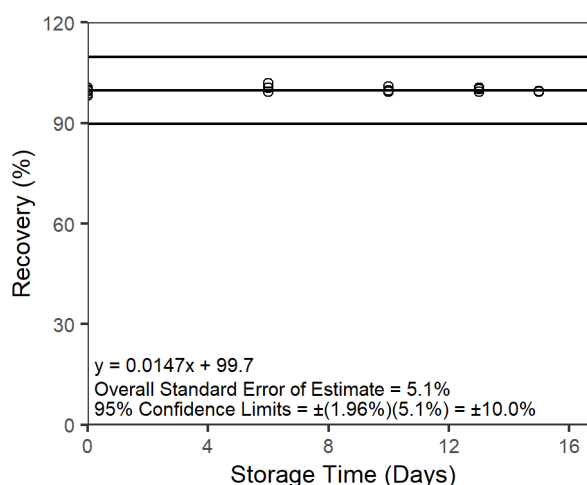 120
90
60
30
0
Recovery (%)
y = 0.0147x + 99.7
Overall Standard Error of Estimate = 5.1%
95% Confidence Limits = ±(1.96%)(5.1%) = ±10.0%
0 4 8 12 16
Storage Time (Days)